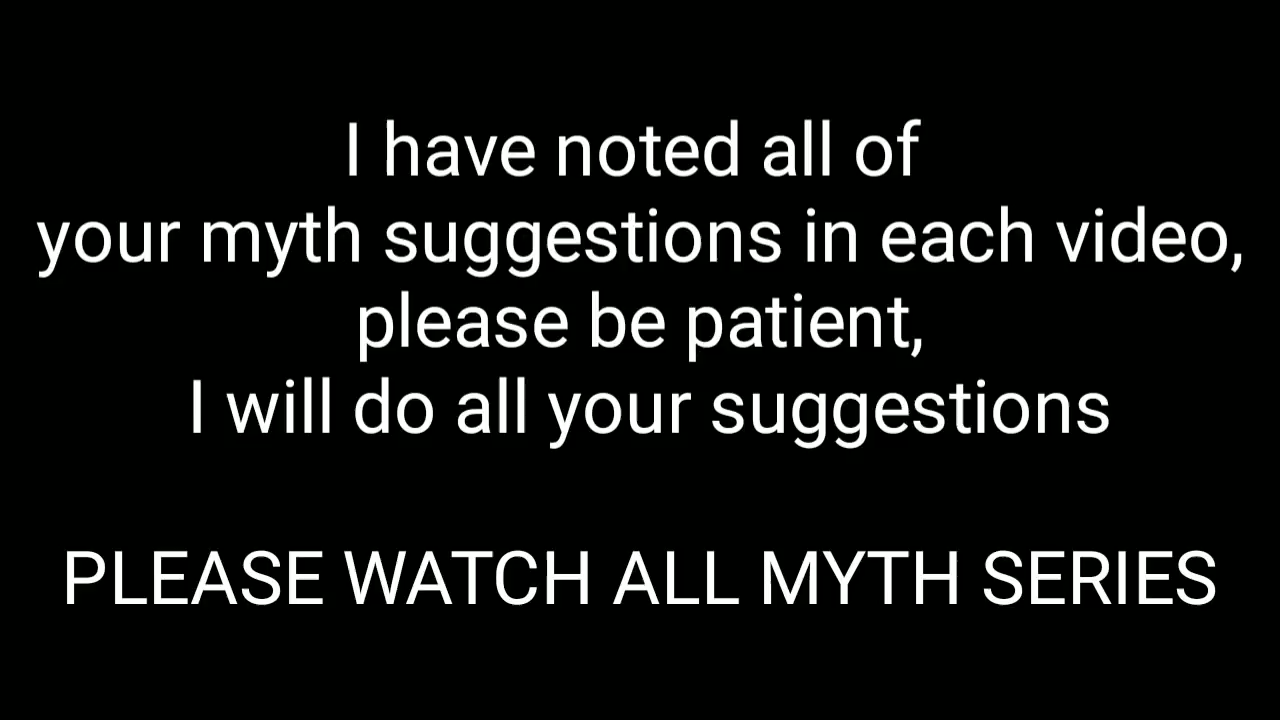 I have noted all of
your myth suggestions in each video,
please be patient,
I will do all your suggestions
PLEASE WATCH ALL MYTH SERIES